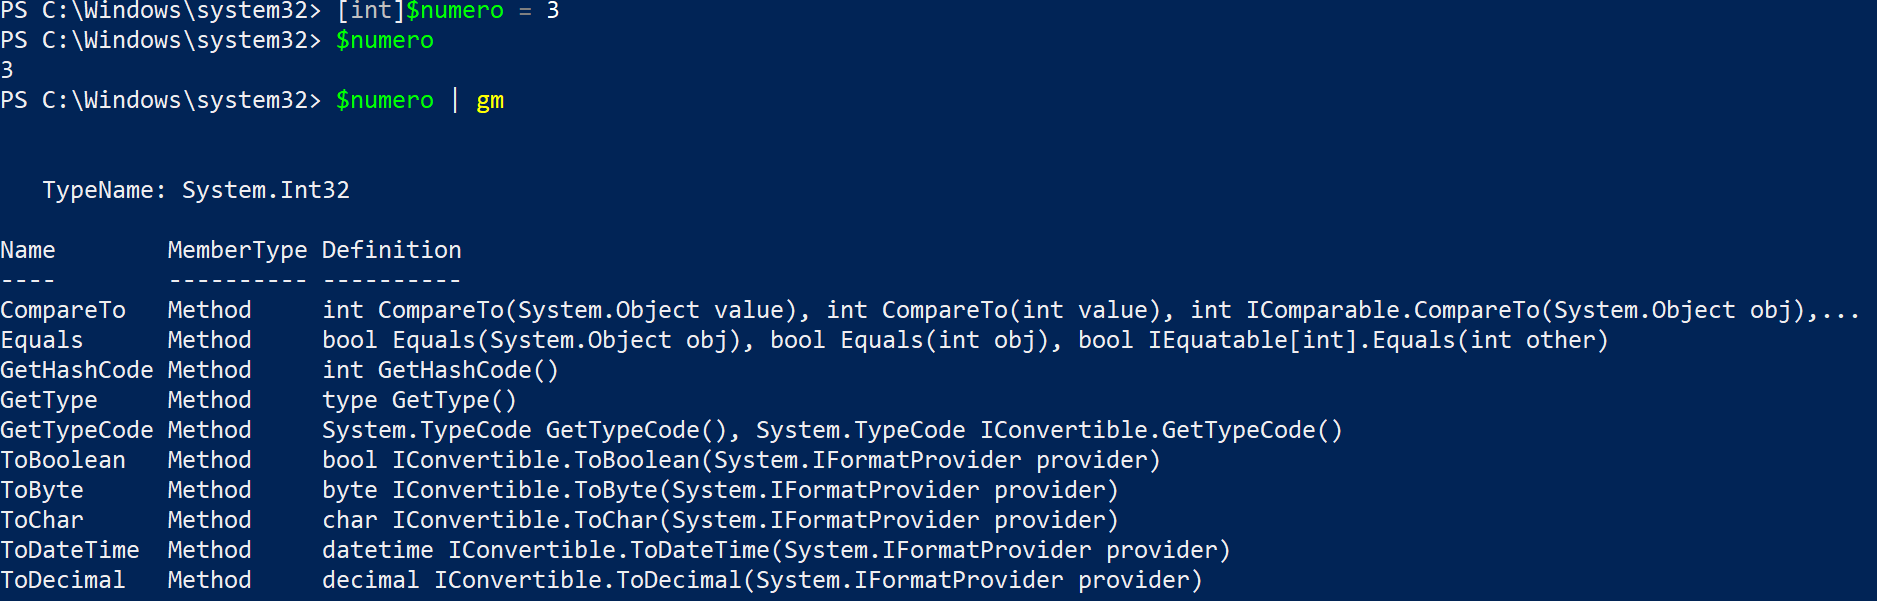 PS C:\Windows\system32> [int]$numero = 3
PS C:\Windows\system32> $numero
3
PS C:\Windows\system32> $numero | gm
TypeName: System.Int32
Name        MemberType Definition
----        ---------- ----------
CompareTo   Method     int CompareTo(System.Object value), int CompareTo(int value), int IComparable.CompareTo(System.Object obj),...
Equals      Method     bool Equals(System.Object obj), bool Equals(int obj), bool IEquatable[int].Equals(int other)
GetHashCode Method     int GetHashCode()
GetType     Method     type GetType()
GetTypeCode Method     System.TypeCode GetTypeCode(), System.TypeCode IConvertible.GetTypeCode()
ToBoolean   Method     bool IConvertible.ToBoolean(System.IFormatProvider provider)
ToByte      Method     byte IConvertible.ToByte(System.IFormatProvider provider)
ToChar      Method     char IConvertible.ToChar(System.IFormatProvider provider)
ToDateTime  Method     datetime IConvertible.ToDateTime(System.IFormatProvider provider)
ToDecimal   Method     decimal IConvertible.ToDecimal(System.IFormatProvider provider)